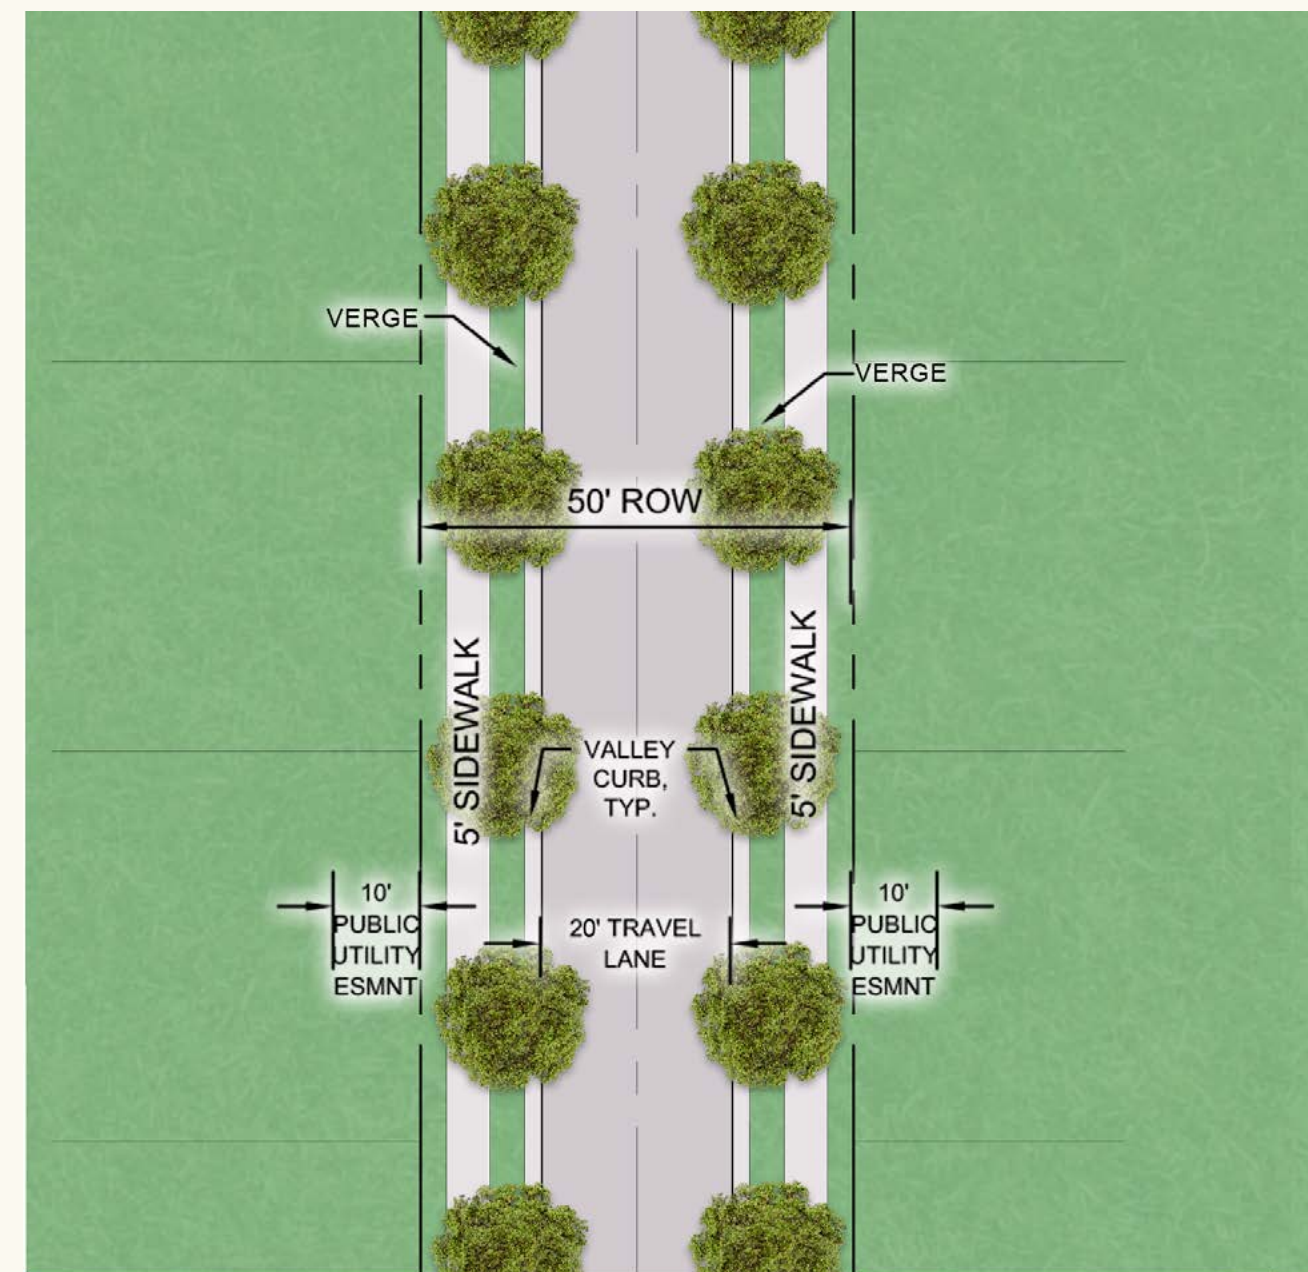 VERGE
VERGE
50' ROW
5' SIDEWALK
5' SIDEWALK
VALLEY
CURB,
TYP.
10'
PUBLIC
UTILITY
ESMNT
20' TRAVEL
LANE
10'
PUBLIC
UTILITY
ESMNT